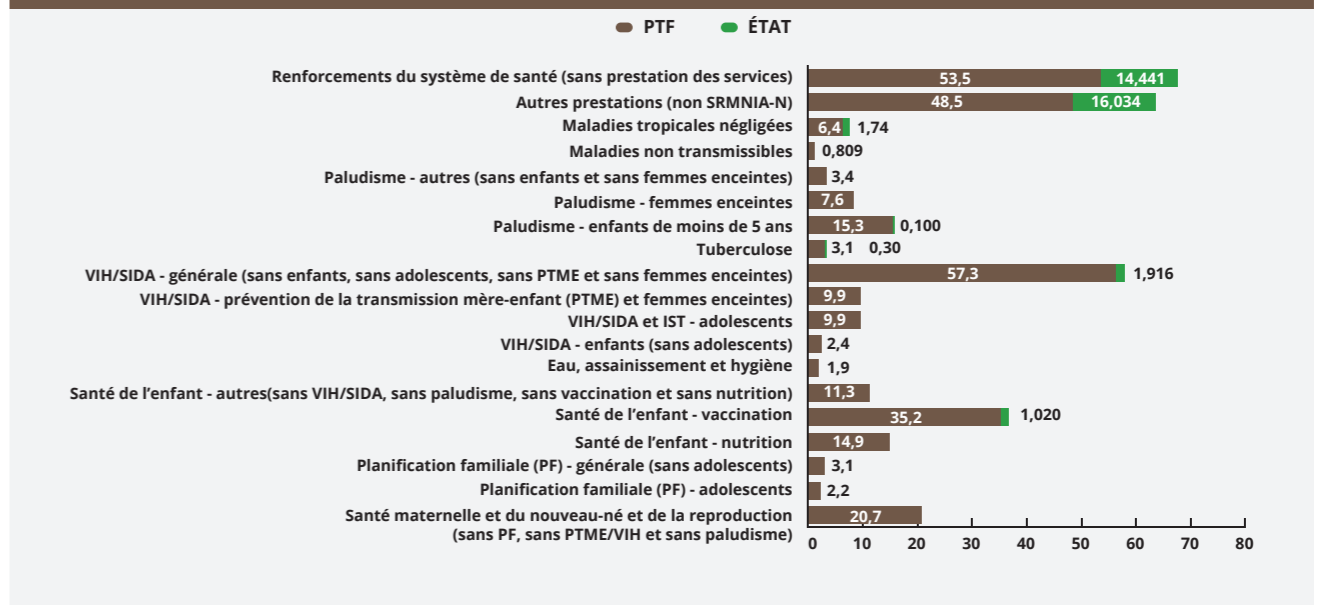 PTF ÉTAT
Renforcements du système de santé (sans prestation des services) 53,5 14,441
Autres prestations (non SRMNIA-N) 48,5 16,034
Maladies tropicales négligées 6,4 1,74
Maladies non transmissibles 0,809
Paludisme - autres (sans enfants et sans femmes enceintes) 3,4
Paludisme - femmes enceintes 7,6
Paludisme - enfants de moins de 5 ans 15,3 0,100
Tuberculose 3,1 0,30
VIH/SIDA - générale (sans enfants, sans adolescents, sans PTME et sans femmes enceintes) 57,3 1,916
VIH/SIDA - prévention de la transmission mère-enfant (PTME) et femmes enceintes) 9,9
VIH/SIDA et IST - adolescents 9,9
VIH/SIDA - enfants (sans adolescents) 2,4
Eau, assainissement et hygiène 1,9
Santé de l’enfant - autres(sans VIH/SIDA, sans paludisme, sans vaccination et sans nutrition) 11,3
Santé de l’enfant - vaccination 35,2 1,020
Santé de l’enfant - nutrition 14,9
Planification familiale (PF) - générale (sans adolescents) 3,1
Planification familiale (PF) - adolescents 2,2
Santé maternelle et du nouveau-né et de la reproduction 20,7
(sans PF, sans PTME/VIH et sans paludisme)
0 10 20 30 40 50 60 70 80